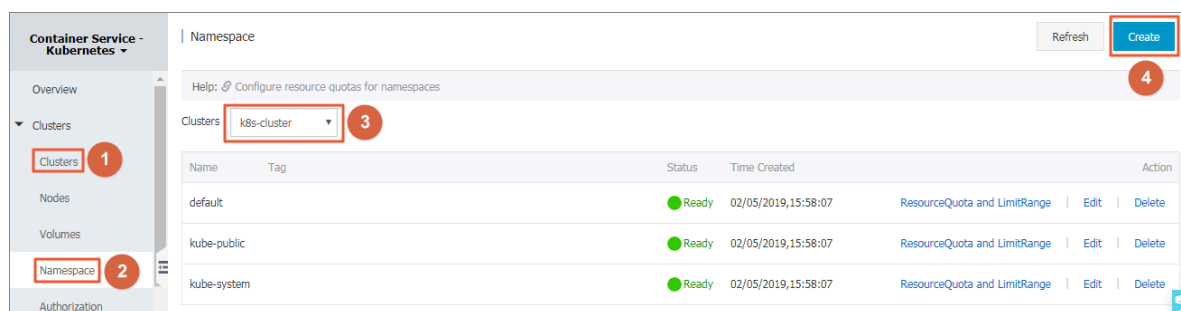 Container Service -
Kubernetes
Overview
Clusters
Clusters 1
Nodes
Volumes
Namespace 2
Authorization
Namespace
Refresh Create
4
Help: Configure resource quotas for namespaces
Clusters k8s-cluster 3
Name Tag Status Time Created Action
default Ready 02/05/2019,15:58:07 ResourceQuota and LimitRange | Edit | Delete
kube-public Ready 02/05/2019,15:58:07 ResourceQuota and LimitRange | Edit | Delete
kube-system Ready 02/05/2019,15:58:07 ResourceQuota and LimitRange | Edit | Delete